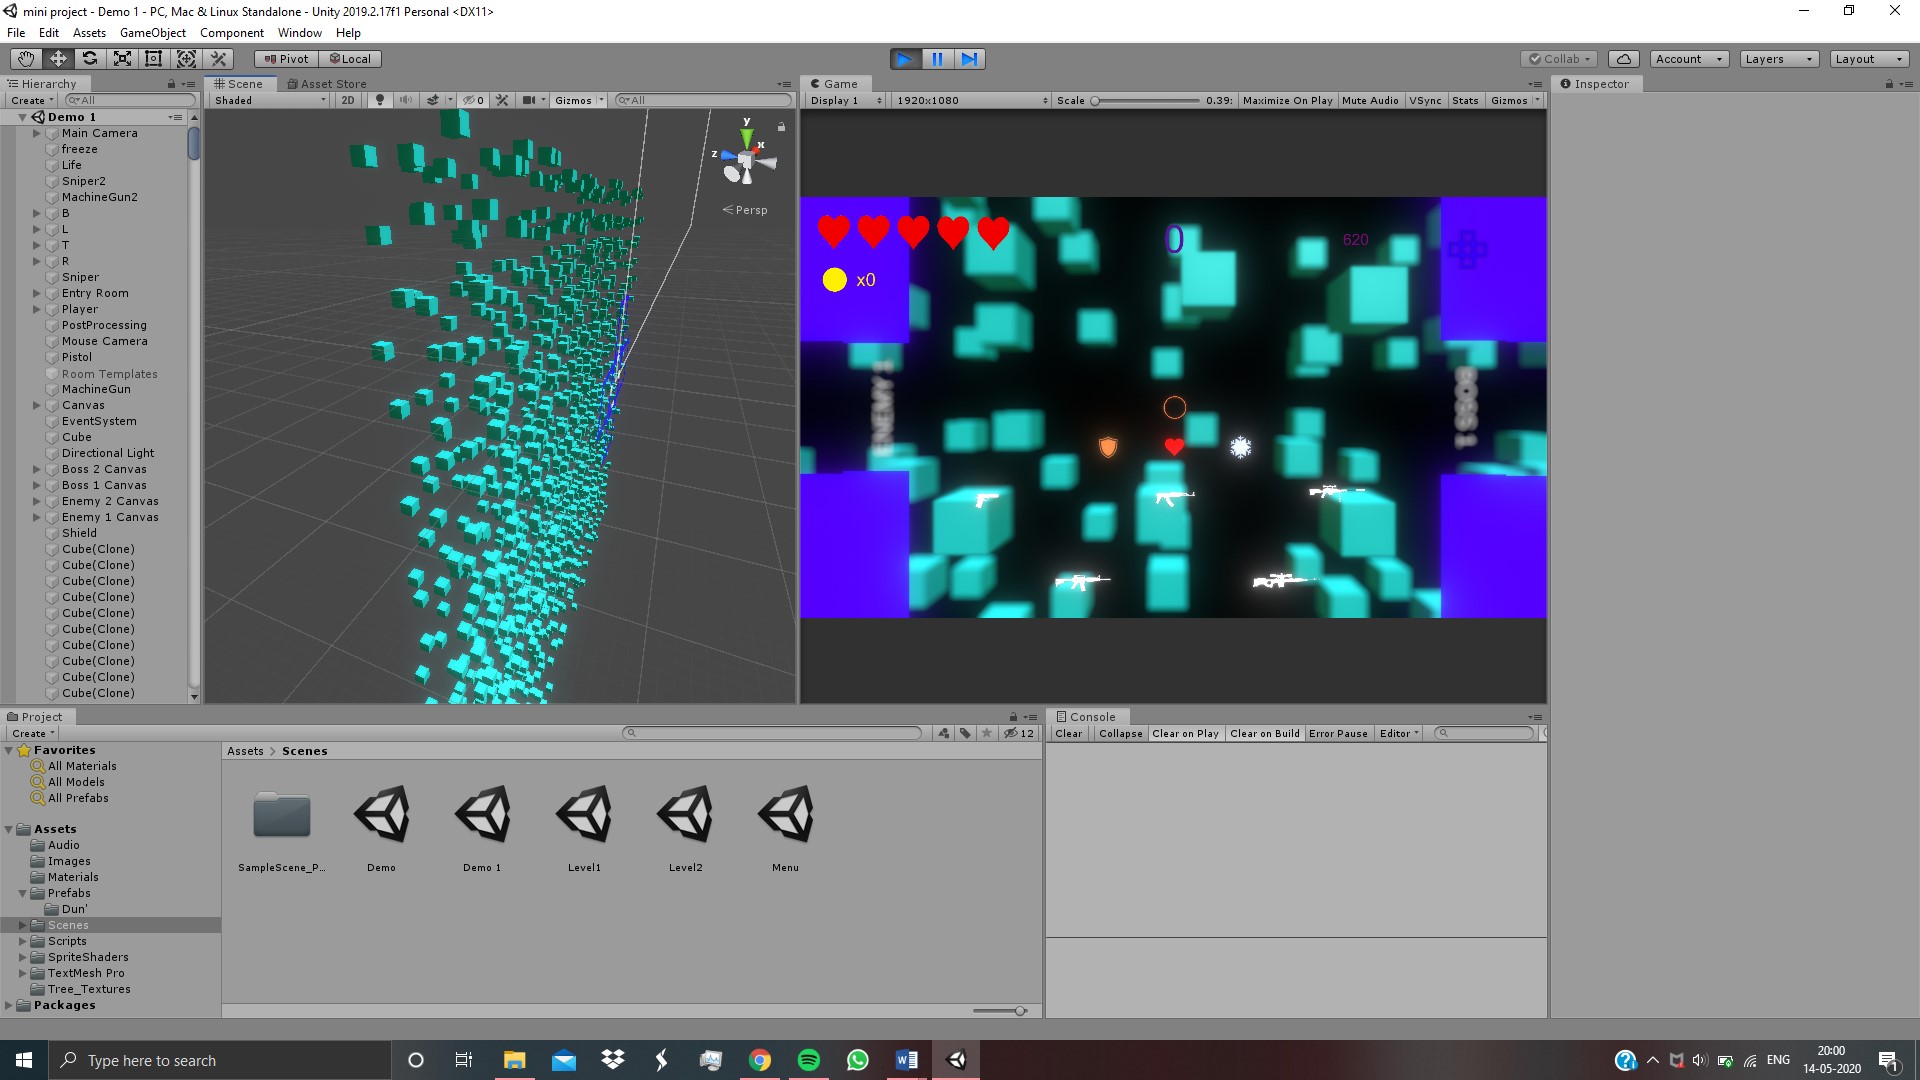 mini project - Demo 1 - PC, Mac & Linux Standalone - Unity 2019.2.17f1 Personal <DX11>
File Edit Assets GameObject Component Window Help
Pivot Local Collab Account Layers Layout
Hierarchy
Create All
Demo 1
Main Camera
freeze
Life
Sniper2
MachineGun2
B
L
T
R
Sniper
Entry Room
Player
PostProcessing
Mouse Camera
Pistol
Room Templates
MachineGun
Canvas
EventSystem
Cube
Directional Light
Boss 2 Canvas
Boss 1 Canvas
Enemy 2 Canvas
Enemy 1 Canvas
Shield
Cube(Clone)
Cube(Clone)
Cube(Clone)
Cube(Clone)
Cube(Clone)
Cube(Clone)
Cube(Clone)
Cube(Clone)
Cube(Clone)
Cube(Clone)
Scene Asset Store
Shaded 2D 0 Gizmos All
y
x
z
Persp
Game
Display 1 1920x1080 Scale 0.39: Maximize On Play Mute Audio VSync Stats Gizmos
0
620
x0
ENEMY 1
BOSS 1
Inspector
Project
Create 12
Favorites
All Materials
All Models
All Prefabs
Assets
Audio
Images
Materials
Prefabs
Dun'
Scenes
Scripts
SpriteShaders
TextMesh Pro
Tree_Textures
Packages
Assets > Scenes
SampleScene_P... Demo Demo 1 Level1 Level2 Menu
Console
Clear Collapse Clear on Play Clear on Build Error Pause Editor
Type here to search
ENG
20:00
14-05-2020
1